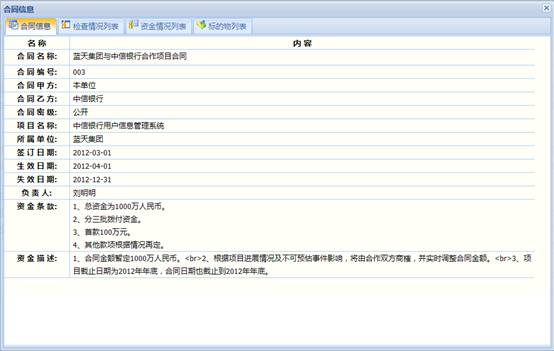 合同信息
合同信息 检查情况列表 资金情况列表 标的物列表
名称 内容
合同名称: 蓝天集团与中信银行合作项目合同
合同编号: 003
合同甲方: 本单位
合同乙方: 中信银行
合同密级: 公开
项目名称: 中信银行用户信息管理系统
所属单位: 蓝天集团
签订日期: 2012-03-01
生效日期: 2012-04-01
失效日期: 2012-12-31
负责人: 刘明明
资金条款: 1、总资金为1000万人民币。
2、分三批拨付资金。
3、首款100万元。
4、其他款项根据情况再定。
资金描述: 1、合同金额暂定1000万人民币。<br>2、根据项目进展情况及不可预估事件影响，将由合作双方商榷，并实时调整合同金额。<br>3、项
目截止日期为2012年年底，合同日期也截止到2012年年底。